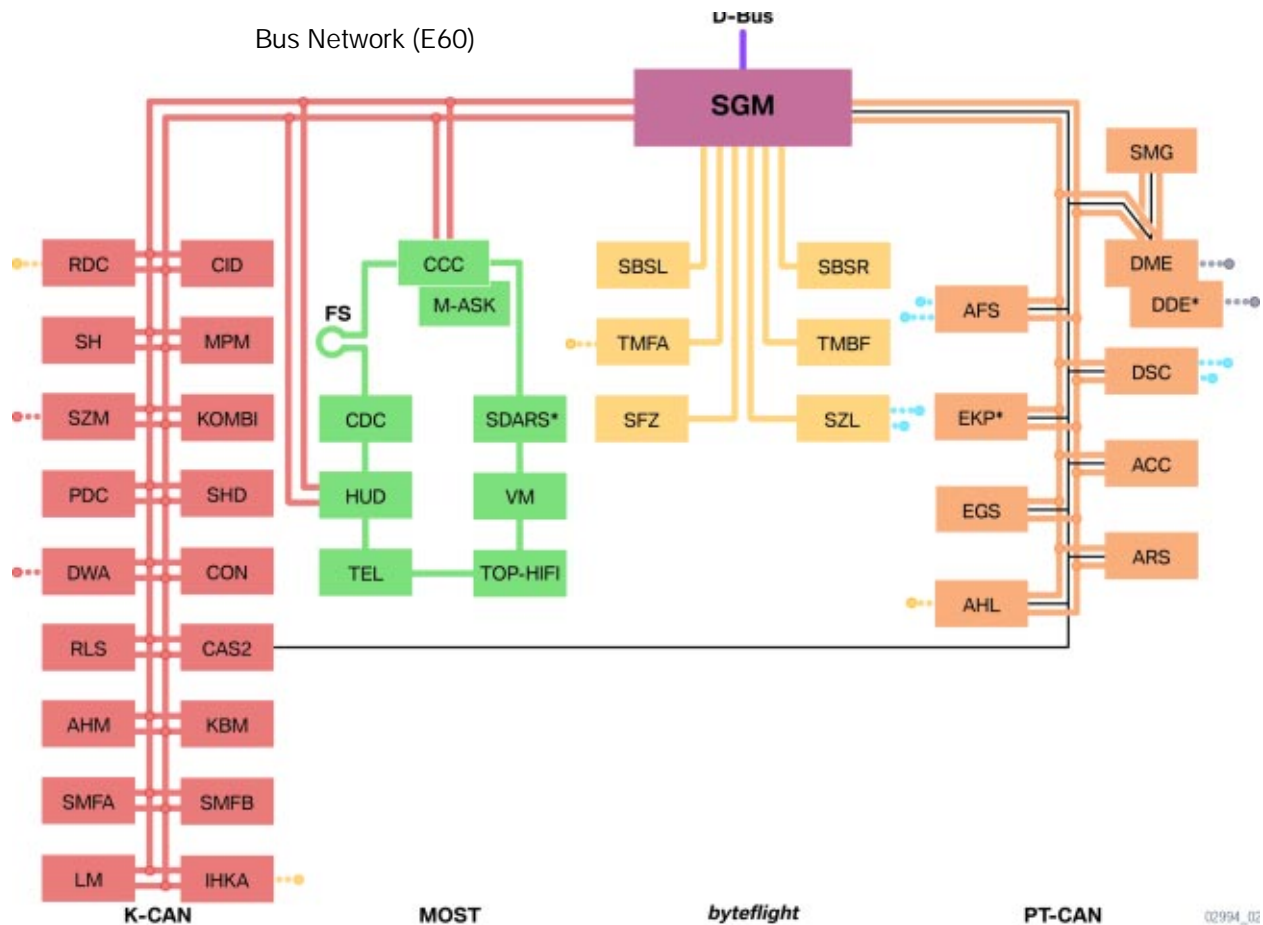 D-Bus
Bus Network (E60)
SGM
SMG
RDC
CID
CCC
SBSL
SBSR
DME
M-ASK
DDE*
FS
AFS
SH
MPM
TMFA
TMBF
DSC
SZM
KOMBI
CDC
SDARS*
SFZ
SZL
EKP*
ACC
PDC
SHD
HUD
VM
EGS
DWA
CON
TEL
TOP-HIFI
ARS
AHL
RLS
CAS2
AHM
KBM
SMFA
SMFB
LM
IHKA
K-CAN
MOST
byteflight
PT-CAN
02994_02